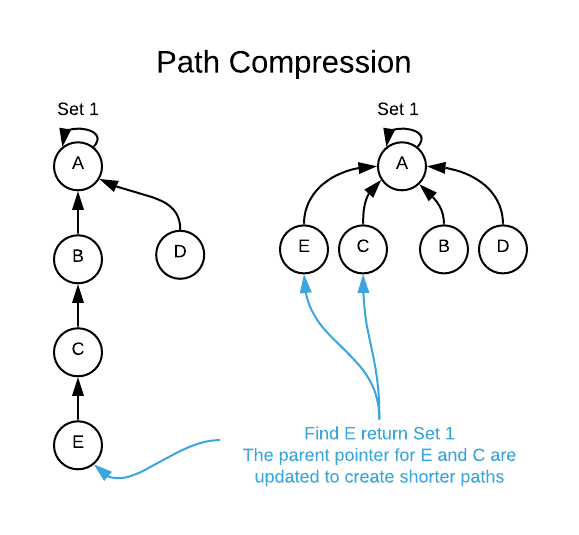 Path Compression
Set 1
Set 1
A
A
E
C
B
D
B
D
C
E
Find E return Set 1
The parent pointer for E and C are
updated to create shorter paths